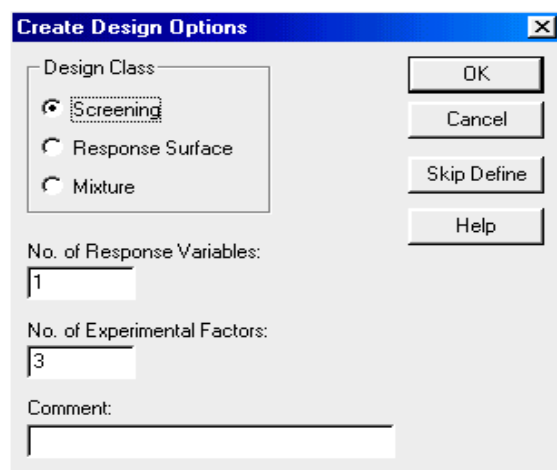 Create Design Options
Design Class
Screening
Response Surface
Mixture
OK
Cancel
Skip Define
Help
No. of Response Variables:
1
No. of Experimental Factors:
3
Comment: